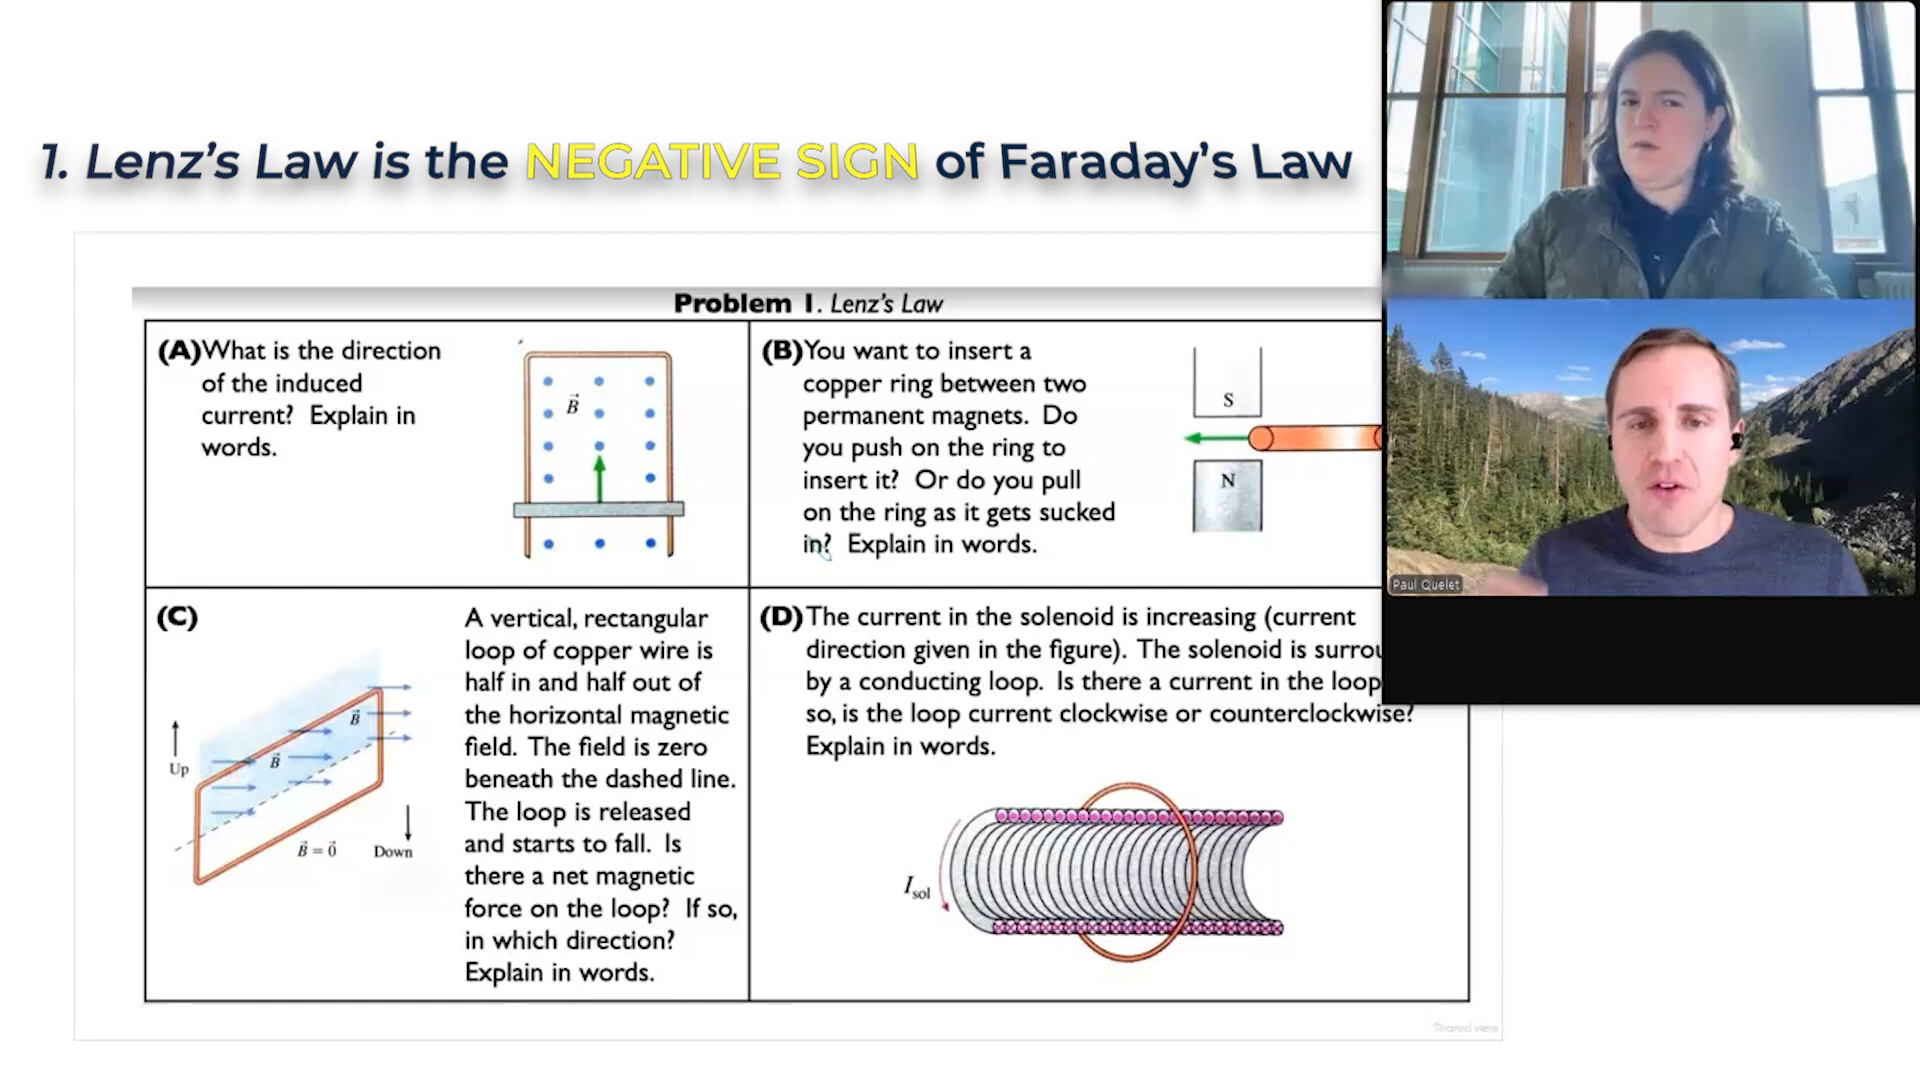 1. Lenz's Law is the NEGATIVE SIGN of Faraday's Law
Problem 1. Lenz's Law
(A) What is the direction
of the induced
current? Explain in
words.
B
(B) You want to insert a
copper ring between two
permanent magnets. Do
you push on the ring to
insert it? Or do you pull
on the ring as it gets sucked
in? Explain in words.
S
N
(C)
A vertical, rectangular
loop of copper wire is
half in and half out of
the horizontal magnetic
field. The field is zero
beneath the dashed line.
The loop is released
and starts to fall. Is
there a net magnetic
force on the loop? If so,
in which direction?
Explain in words.
Up
B
B
B = 0
Down
(D) The current in the solenoid is increasing (current
direction given in the figure). The solenoid is surrou
by a conducting loop. Is there a current in the loop
so, is the loop current clockwise or counterclockwise?
Explain in words.
Isol
Paul Quelet
Shared view